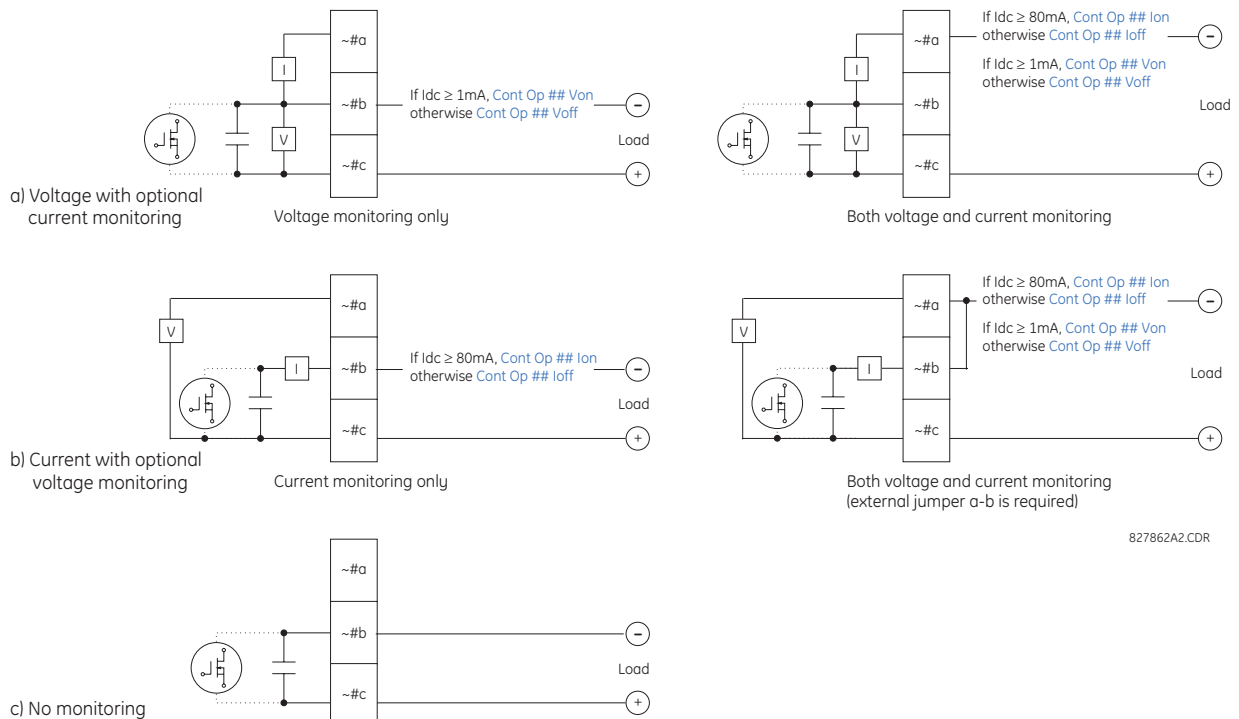 ~#a
I
~#b
V
~#c
If Idc ≥ 1mA, Cont Op ## Von
otherwise Cont Op ## Voff
−
Load
+
a) Voltage with optional
current monitoring
Voltage monitoring only
~#a
I
~#b
V
~#c
If Idc ≥ 80mA, Cont Op ## Ion
otherwise Cont Op ## Ioff
If Idc ≥ 1mA, Cont Op ## Von
otherwise Cont Op ## Voff
−
Load
+
Both voltage and current monitoring
~#a
V
I
~#b
~#c
If Idc ≥ 80mA, Cont Op ## Ion
otherwise Cont Op ## Ioff
−
Load
+
b) Current with optional
voltage monitoring
Current monitoring only
~#a
V
I
~#b
~#c
If Idc ≥ 80mA, Cont Op ## Ion
otherwise Cont Op ## Ioff
If Idc ≥ 1mA, Cont Op ## Von
otherwise Cont Op ## Voff
−
Load
+
Both voltage and current monitoring
(external jumper a-b is required)
827862A2.CDR
~#a
~#b
~#c
−
Load
+
c) No monitoring